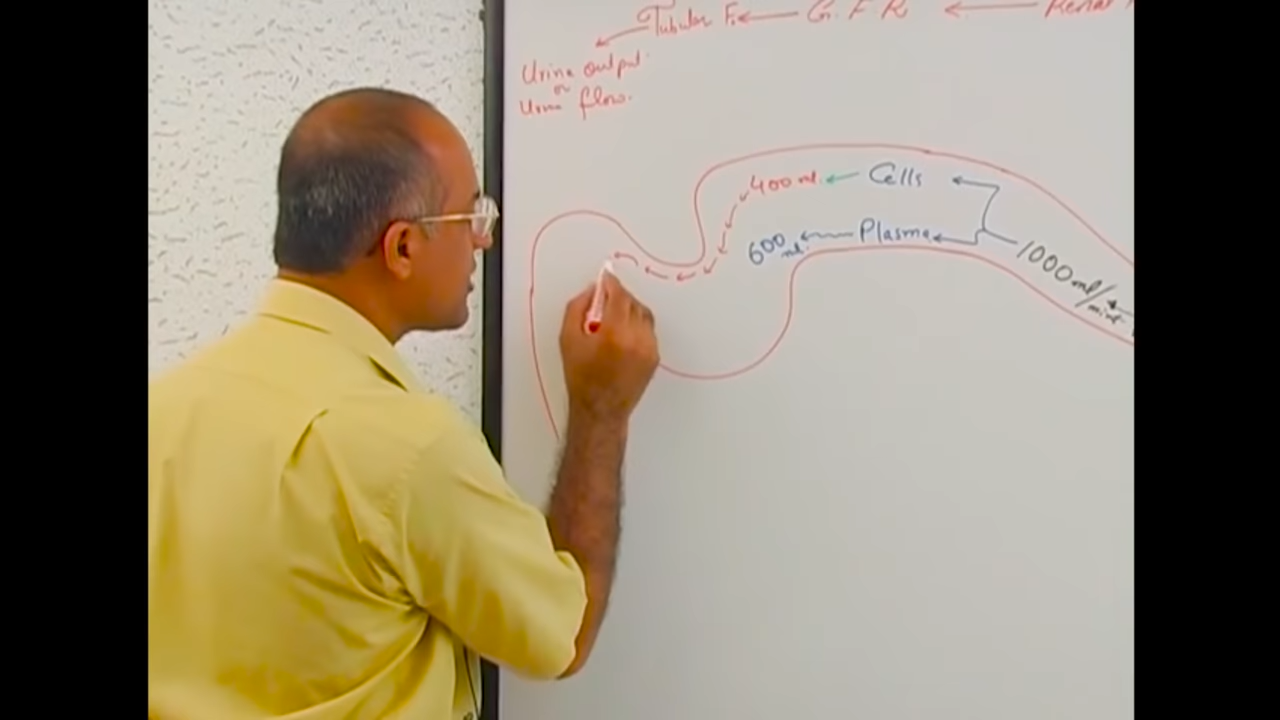 Tubular F. ← G.F.R ← Renal
Urine output
or
Urine flow.
400 ml. ← Cells ←
600 ml. ← Plasma ←
1000 ml/min ←